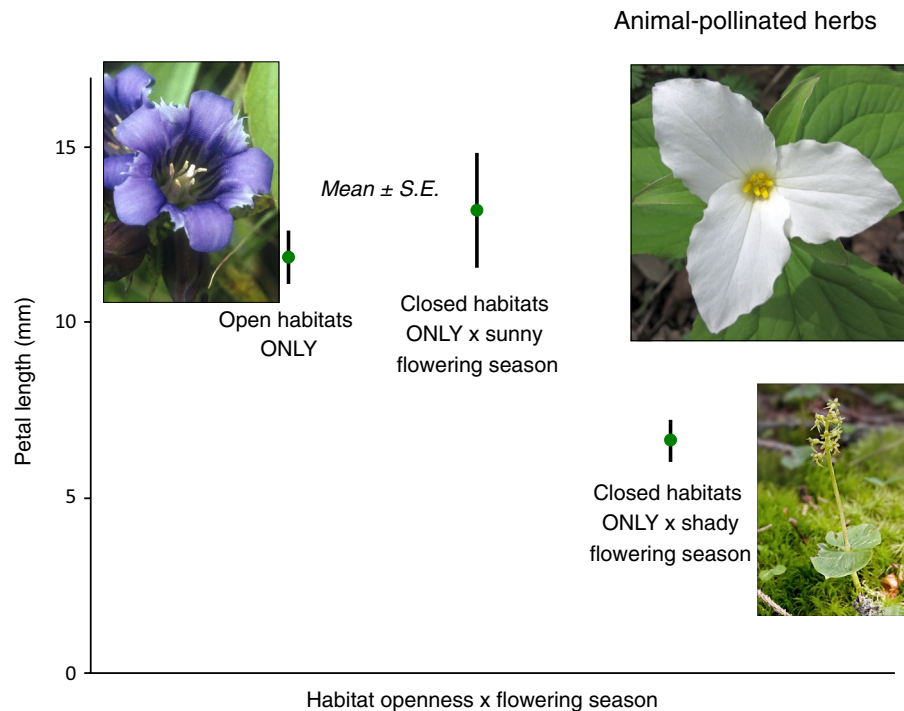 Animal-pollinated herbs
Petal length (mm)
15
10
5
0
Mean ± S.E.
Open habitats
ONLY
Closed habitats
ONLY x sunny
flowering season
Closed habitats
ONLY x shady
flowering season
Habitat openness x flowering season